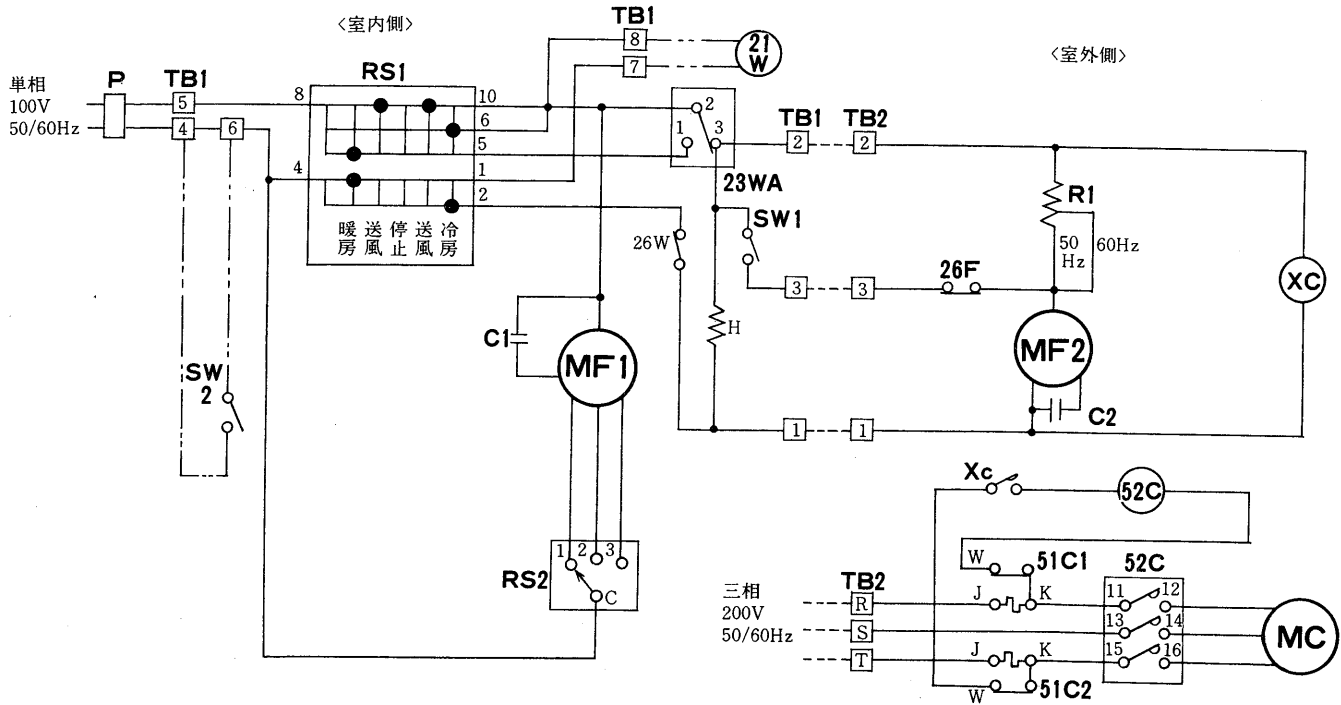 〈室内側〉
〈室外側〉
単相
100V
50/60Hz
P
TB1
5
4
6
RS1
8
4
10
6
5
1
2
暖房
送風
停止
送風
冷房
TB1
8
7
21
W
1
2
3
23WA
TB1
TB2
2
2
R1
50
Hz
60Hz
XC
SW1
26W
3
3
26F
H
MF2
C2
1
1
SW
2
C1
MF1
RS2
1
2
3
C
Xc
52C
W
51C1
52C
三相
200V
50/60Hz
TB2
R
S
T
J
K
11
12
13
14
15
16
J
K
W
51C2
MC